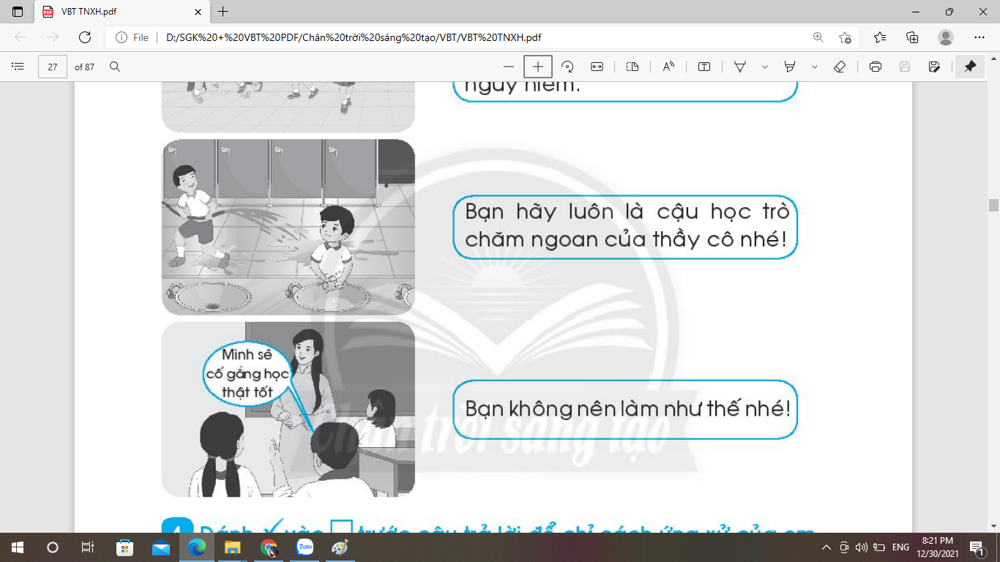 VBT TNXH.pdf
File D:/SGK%20+%20VBT%20PDF/Chân%20trời%20sáng%20tạo/VBT/VBT%20TNXH.pdf
27 of 87
nguy hiểm.
Bạn hãy luôn là cậu học trò
chăm ngoan của thầy cô nhé!
Mình sẽ
cố gắng học
thật tốt
Bạn không nên làm như thế nhé!
Chân trời sáng tạo
4 Đánh ✓ vào □ trước câu trả lời để chỉ cách ứng xử của em
Zalo
ENG
8:21 PM
12/30/2021
1